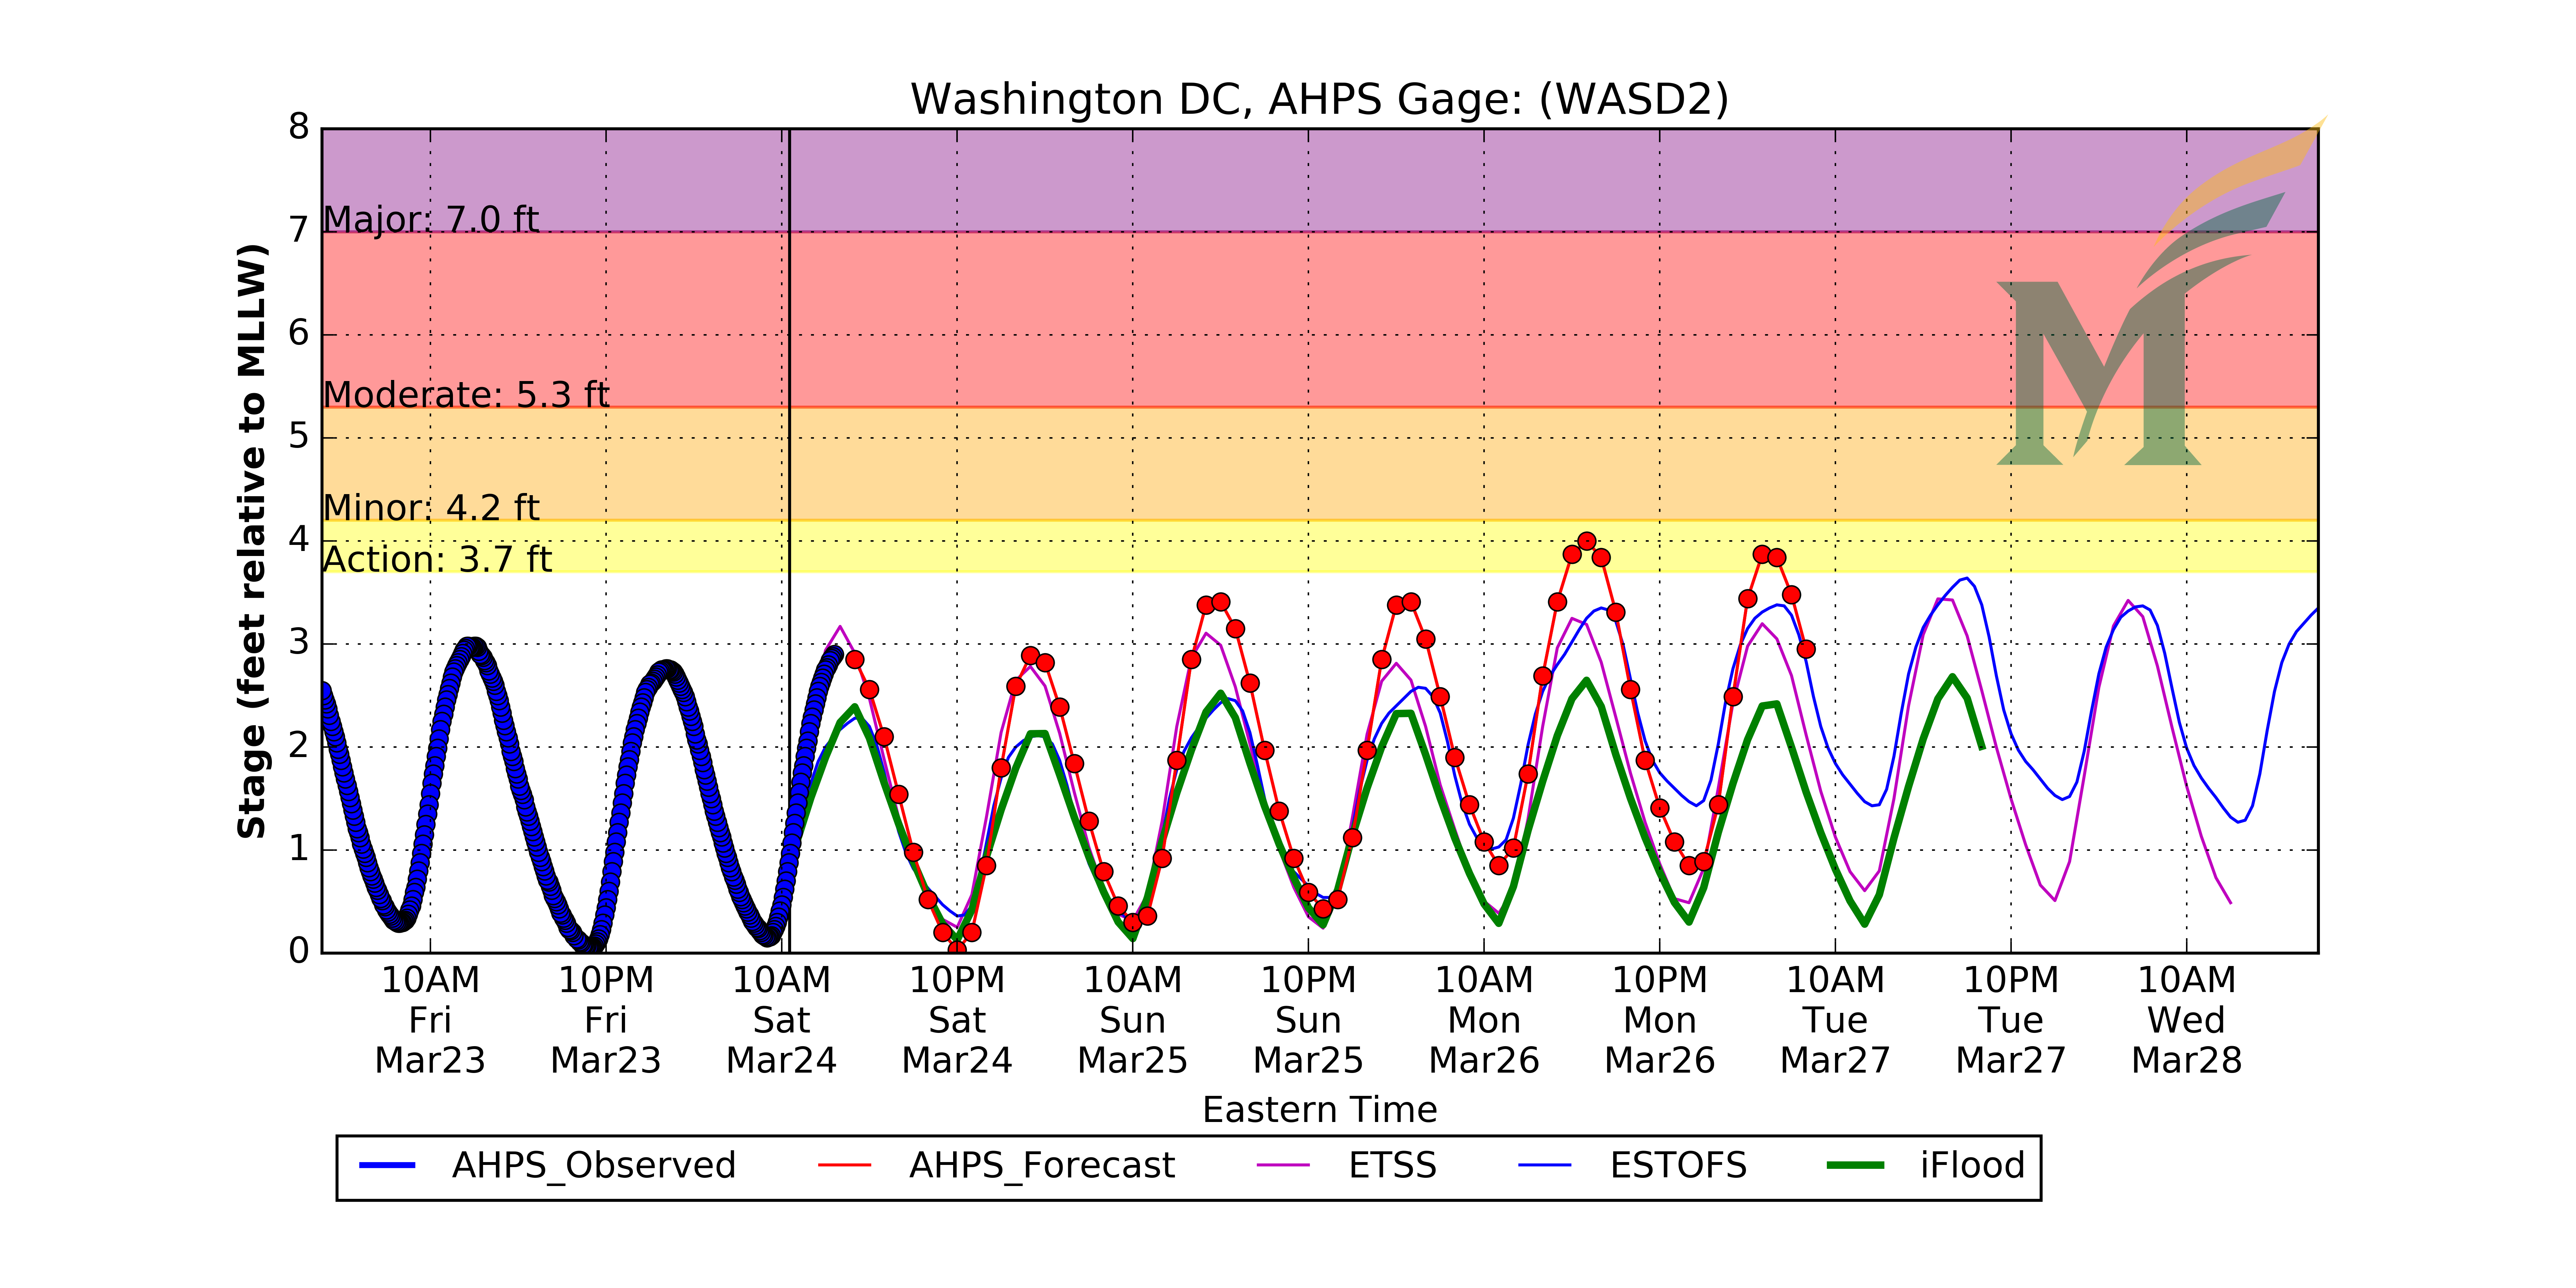 Washington DC, AHPS Gage: (WASD2)
Stage (feet relative to MLLW)
8
7
6
5
4
3
2
1
0
Major: 7.0 ft
Moderate: 5.3 ft
Minor: 4.2 ft
Action: 3.7 ft
10AM 10PM 10AM 10PM 10AM 10PM 10AM 10PM 10AM 10PM 10AM
Fri Fri Sat Sat Sun Sun Mon Mon Tue Tue Wed
Mar23 Mar23 Mar24 Mar24 Mar25 Mar25 Mar26 Mar26 Mar27 Mar27 Mar28
Eastern Time
AHPS_Observed AHPS_Forecast ETSS ESTOFS iFlood
M